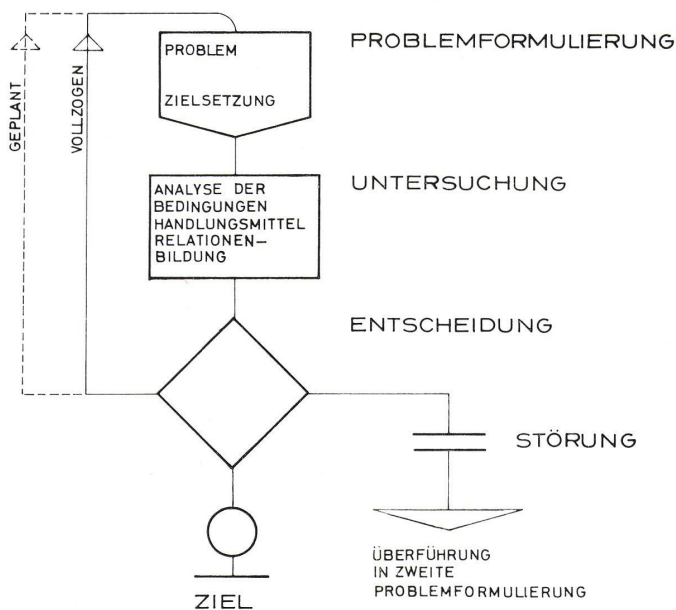 PROBLEM
ZIELSETZUNG
PROBLEMFORMULIERUNG
GEPLANT
VOLLZOGEN
ANALYSE DER
BEDINGUNGEN
HANDLUNGSMITTEL
RELATIONEN—
BILDUNG
UNTERSUCHUNG
ENTSCHEIDUNG
STÖRUNG
ÜBERFÜHRUNG
IN ZWEITE
PROBLEMFORMULIERUNG
ZIEL